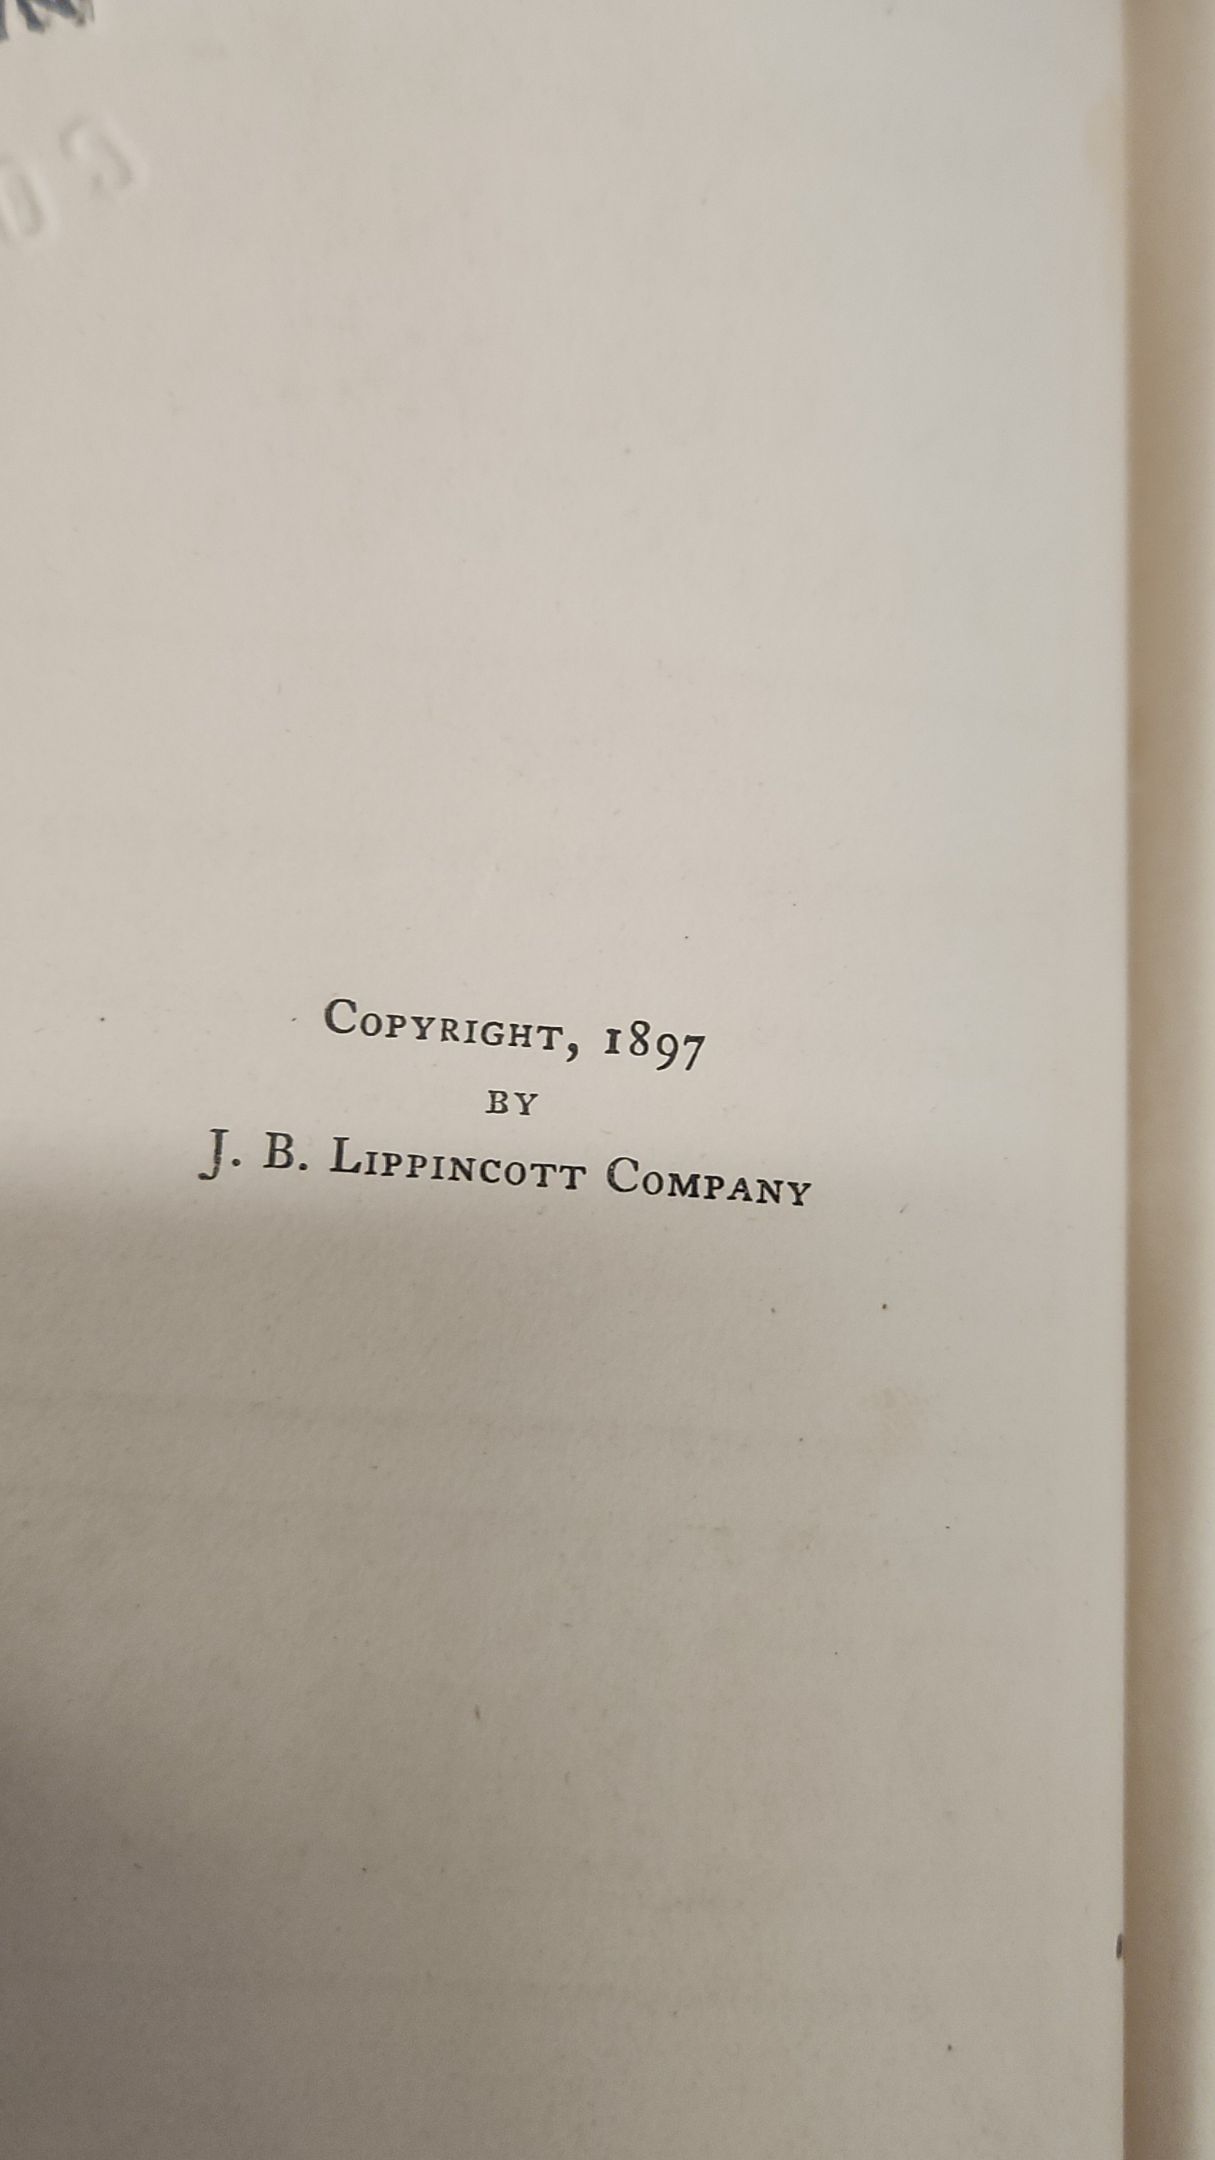 COPYRIGHT, 1897
BY
J. B. LIPPINCOTT COMPANY